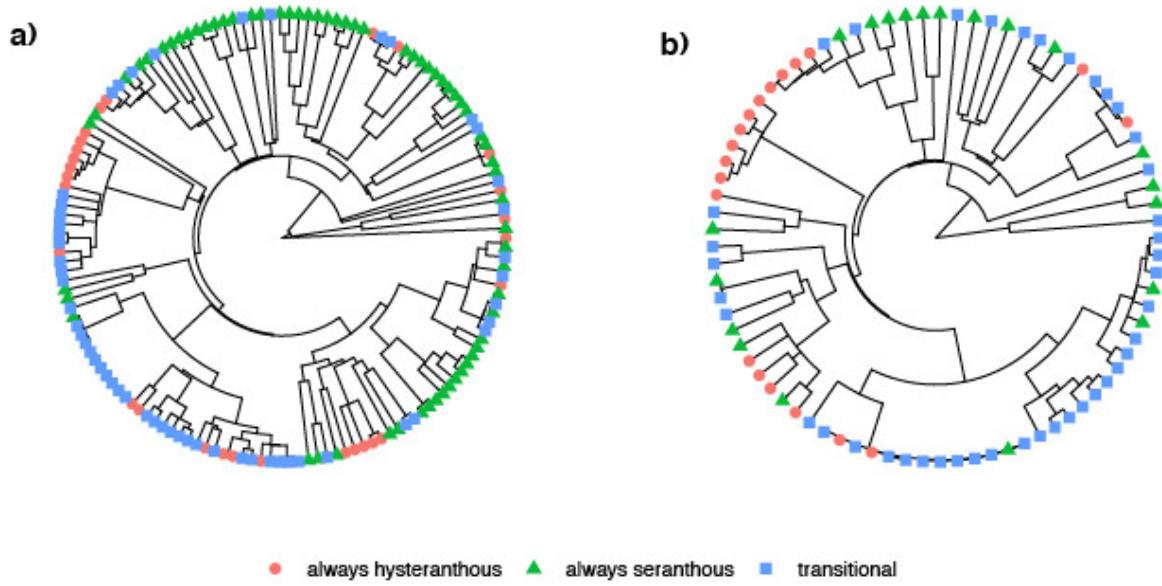 a)
b)
always hysteranthous
always seranthous
transitional